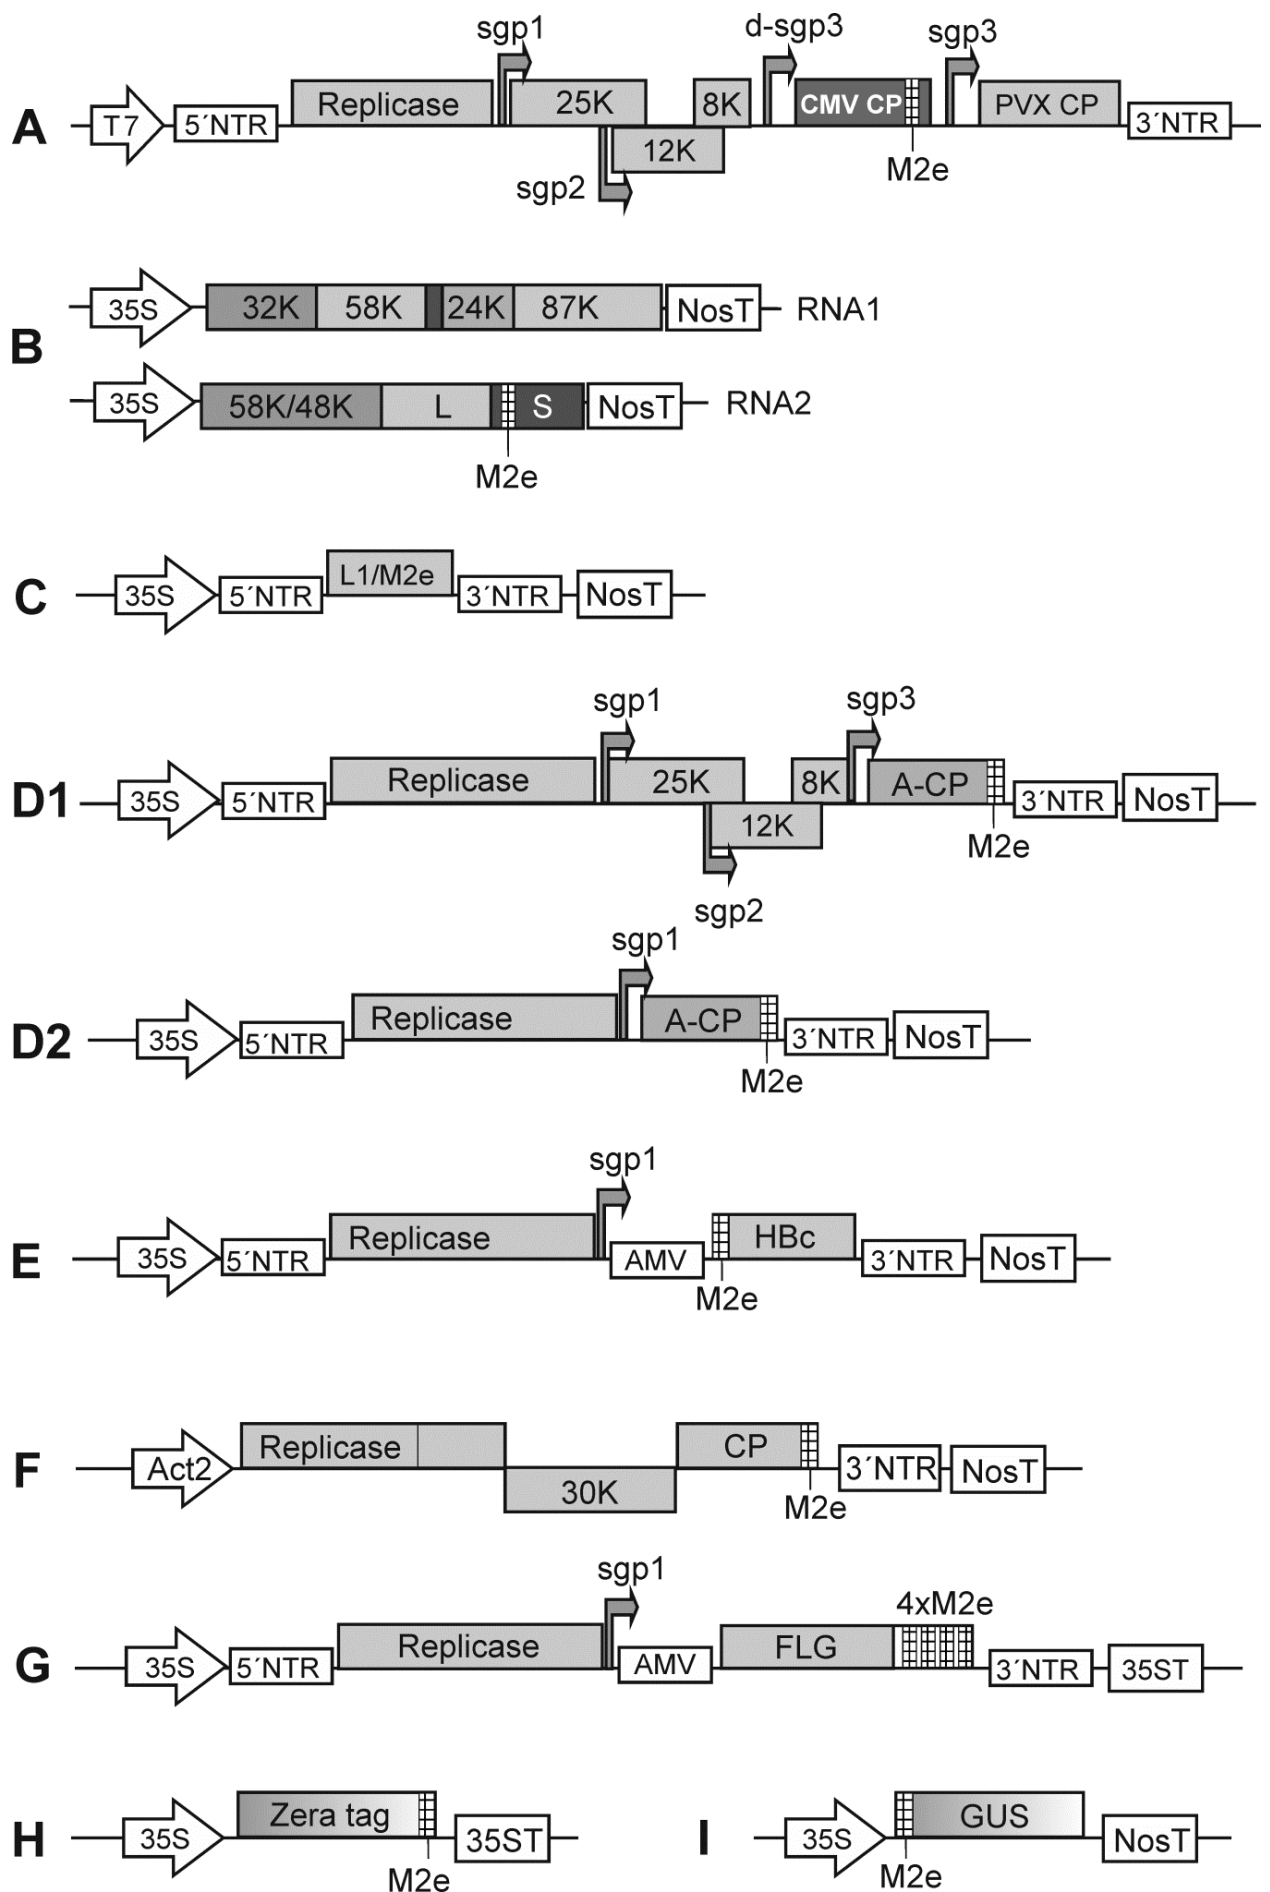 sgp1 d-sgp3 sgp3
A T7 5´NTR Replicase 25K 8K CMV CP PVX CP 3´NTR
12K
sgp2 M2e
B
35S 32K 58K 24K 87K NosT RNA1
35S 58K/48K L S NosT RNA2
M2e
C 35S 5´NTR L1/M2e 3´NTR NosT
sgp1 sgp3
D1 35S 5´NTR Replicase 25K 8K A-CP 3´NTR NosT
12K M2e
sgp2
sgp1
D2 35S 5´NTR Replicase A-CP 3´NTR NosT
M2e
sgp1
E 35S 5´NTR Replicase AMV HBc 3´NTR NosT
M2e
F Act2 Replicase CP 3´NTR NosT
30K M2e
sgp1 4xM2e
G 35S 5´NTR Replicase AMV FLG 3´NTR 35ST
H 35S Zera tag 35ST
M2e
I 35S GUS NosT
M2e